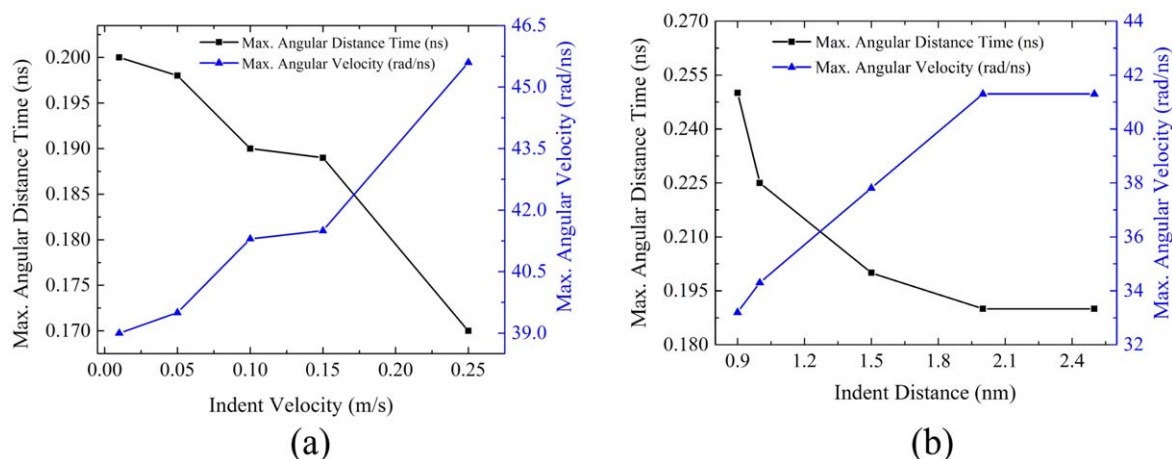 Max. Angular Distance Time (ns)
0.200
0.195
0.190
0.185
0.180
0.175
0.170
Max. Angular Distance Time (ns)
Max. Angular Velocity (rad/ns)
46.5
45.0
43.5
42.0
40.5
39.0
Max. Angular Velocity (rad/ns)
0.00 0.05 0.10 0.15 0.20 0.25
Indent Velocity (m/s)
(a)
Max. Angular Distance Time (ns)
0.270
0.255
0.240
0.225
0.210
0.195
0.180
Max. Angular Distance Time (ns)
Max. Angular Velocity (rad/ns)
44
42
40
38
36
34
32
Max. Angular Velocity (rad/ns)
0.9 1.2 1.5 1.8 2.1 2.4
Indent Distance (nm)
(b)